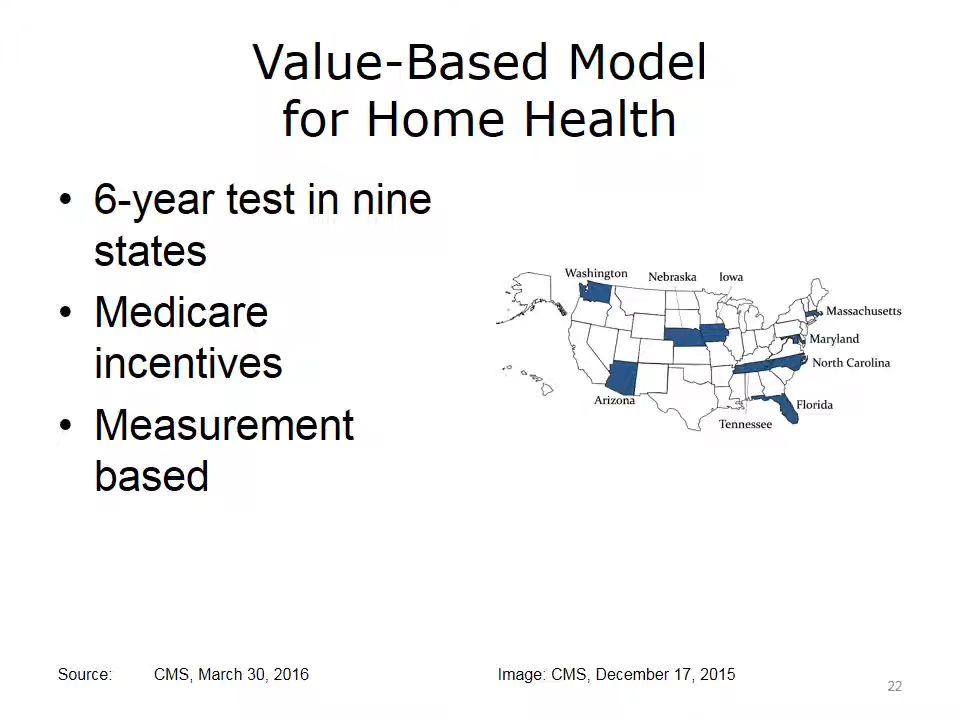 Value-Based Model
for Home Health
• 6-year test in nine
states
• Medicare
incentives
• Measurement
based
Washington
Nebraska
Iowa
Massachusetts
Maryland
North Carolina
Arizona
Florida
Tennessee
Source: CMS, March 30, 2016
Image: CMS, December 17, 2015
22